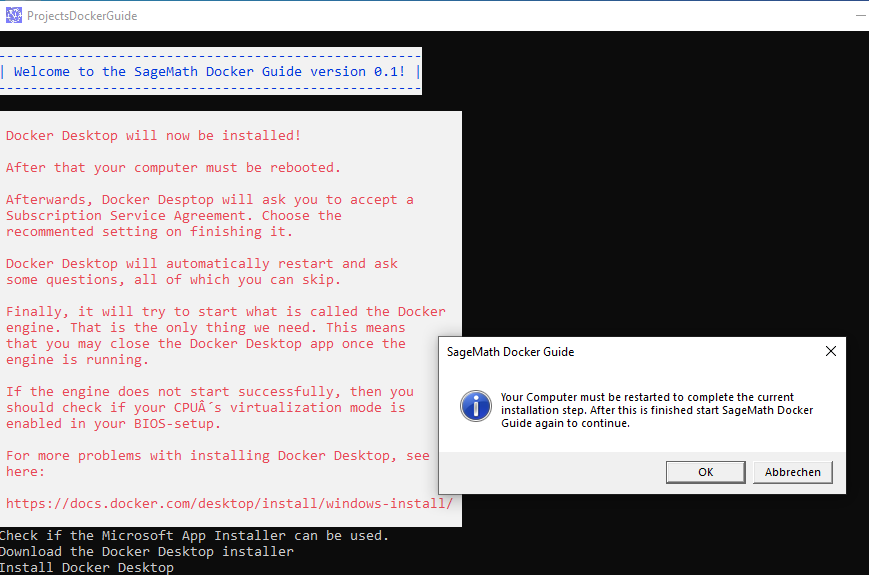 ProjectsDockerGuide
---------------------------------------------------
| Welcome to the SageMath Docker Guide version 0.1! |
---------------------------------------------------
Docker Desktop will now be installed!
After that your computer must be rebooted.
Afterwards, Docker Desptop will ask you to accept a
Subscription Service Agreement. Choose the
recommented setting on finishing it.
Docker Desktop will automatically restart and ask
some questions, all of which you can skip.
Finally, it will try to start what is called the Docker
engine. That is the only thing we need. This means
that you may close the Docker Desktop app once the
engine is running.
If the engine does not start successfully, then you
should check if your CPUÂ´s virtualization mode is
enabled in your BIOS-setup.
For more problems with installing Docker Desktop, see
here:
https://docs.docker.com/desktop/install/windows-install/
Check if the Microsoft App Installer can be used.
Download the Docker Desktop installer
Install Docker Desktop
SageMath Docker Guide
Your Computer must be restarted to complete the current
installation step. After this is finished start SageMath Docker
Guide again to continue.
OK
Abbrechen